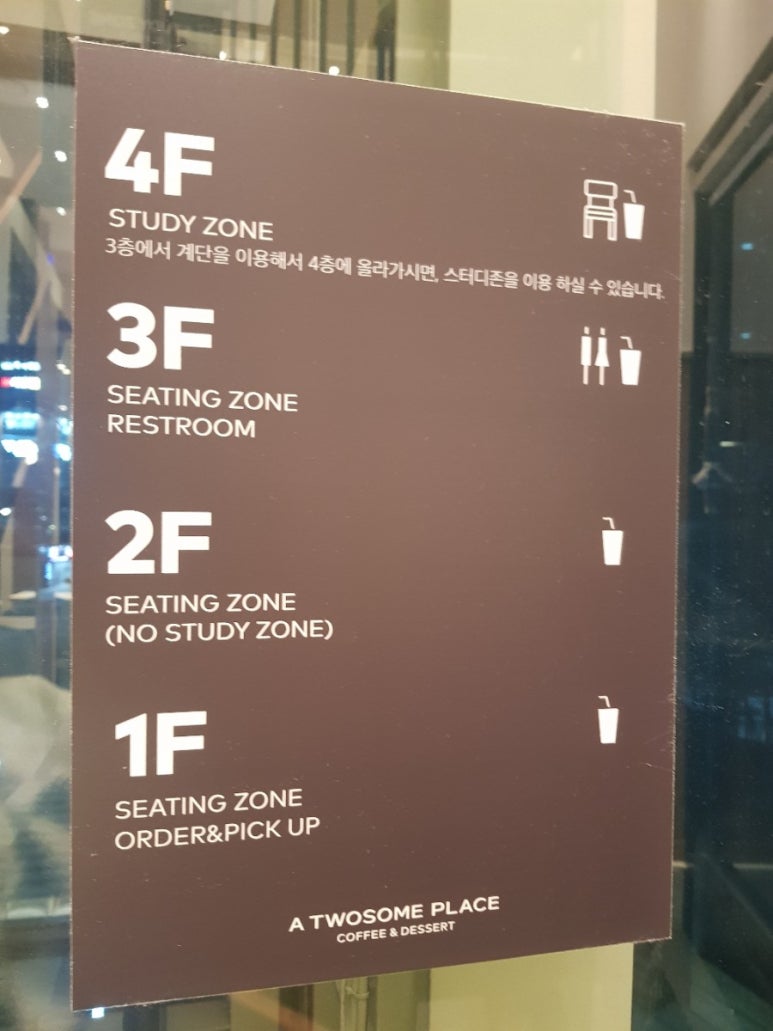 4F
STUDY ZONE
3층에서 계단을 이용해서 4층에 올라가시면, 스터디존을 이용 하실 수 있습니다.
3F
SEATING ZONE
RESTROOM
2F
SEATING ZONE
(NO STUDY ZONE)
1F
SEATING ZONE
ORDER&PICK UP
A TWOSOME PLACE
COFFEE & DESSERT